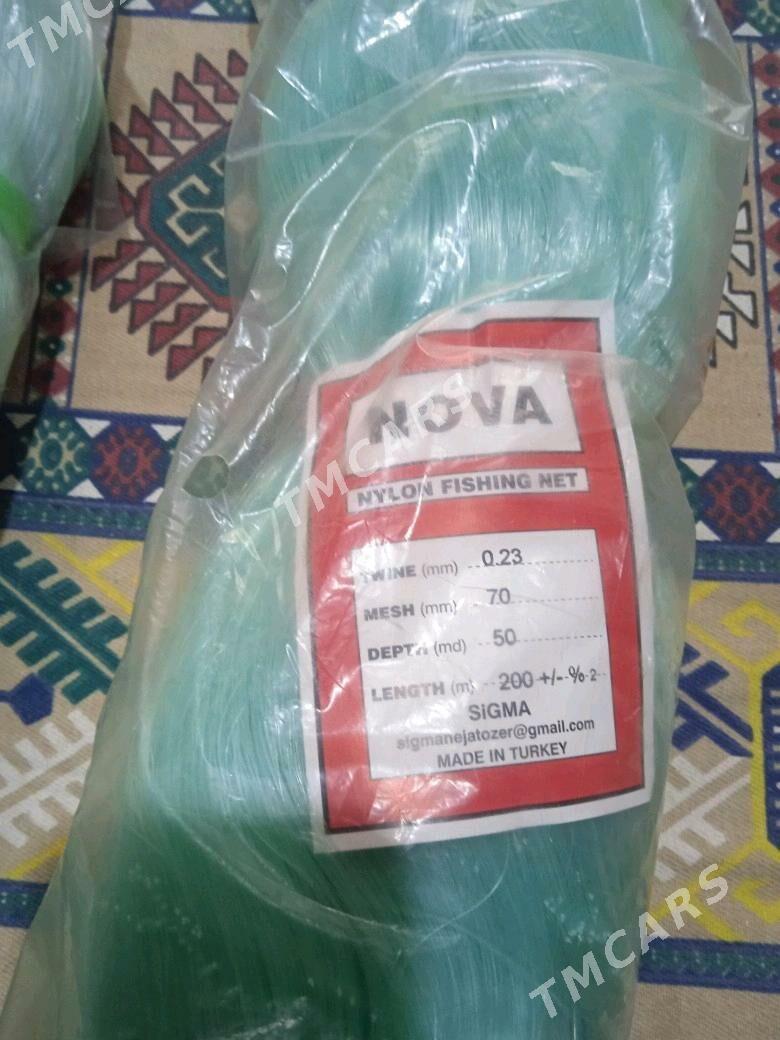 TMCARS
NOVA
TMCARS
NYLON FISHING NET
TWINE (mm) 0.23
MESH (mm) 70
DEPTH (md) 50
LENGTH (m) 200 +/- %2
SiGMA
sigmanejatozer@gmail.com
MADE IN TURKEY
TMCARS